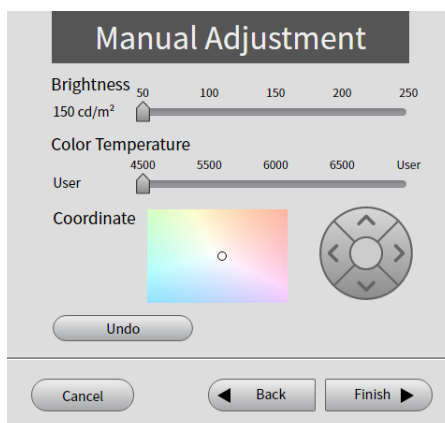 Manual Adjustment
Brightness
50 100 150 200 250
150 cd/m²
Color Temperature
4500 5500 6000 6500 User
User
Coordinate
Undo
Cancel Back Finish